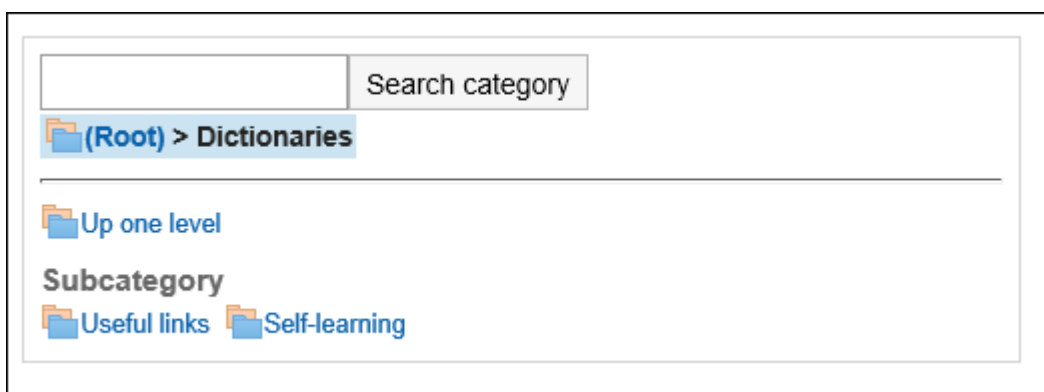 Search category
(Root) > Dictionaries
Up one level
Subcategory
Useful links Self-learning